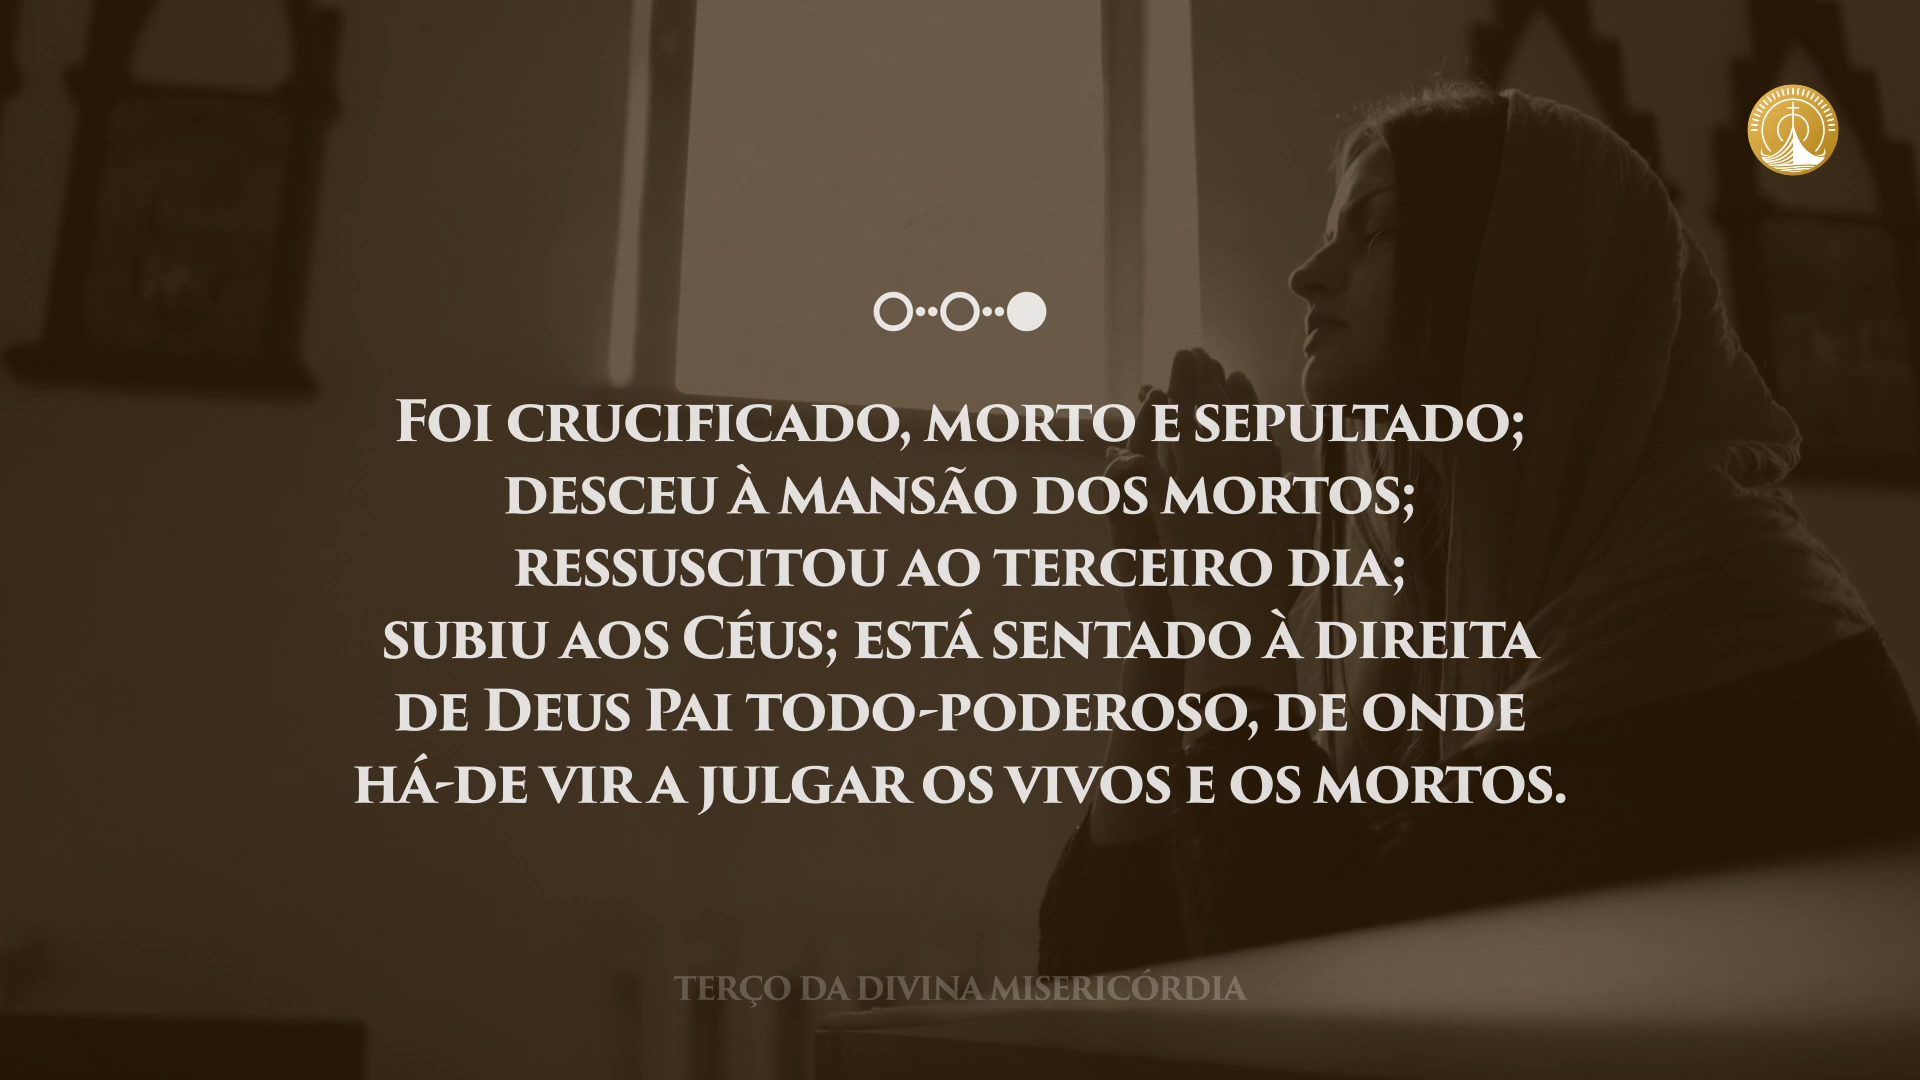 Foi crucificado, morto e sepultado;
desceu à mansão dos mortos;
ressuscitou ao terceiro dia;
subiu aos Céus; está sentado à direita
de Deus Pai todo-poderoso, de onde
há-de vir a julgar os vivos e os mortos.
TERÇO DA DIVINA MISERICÓRDIA